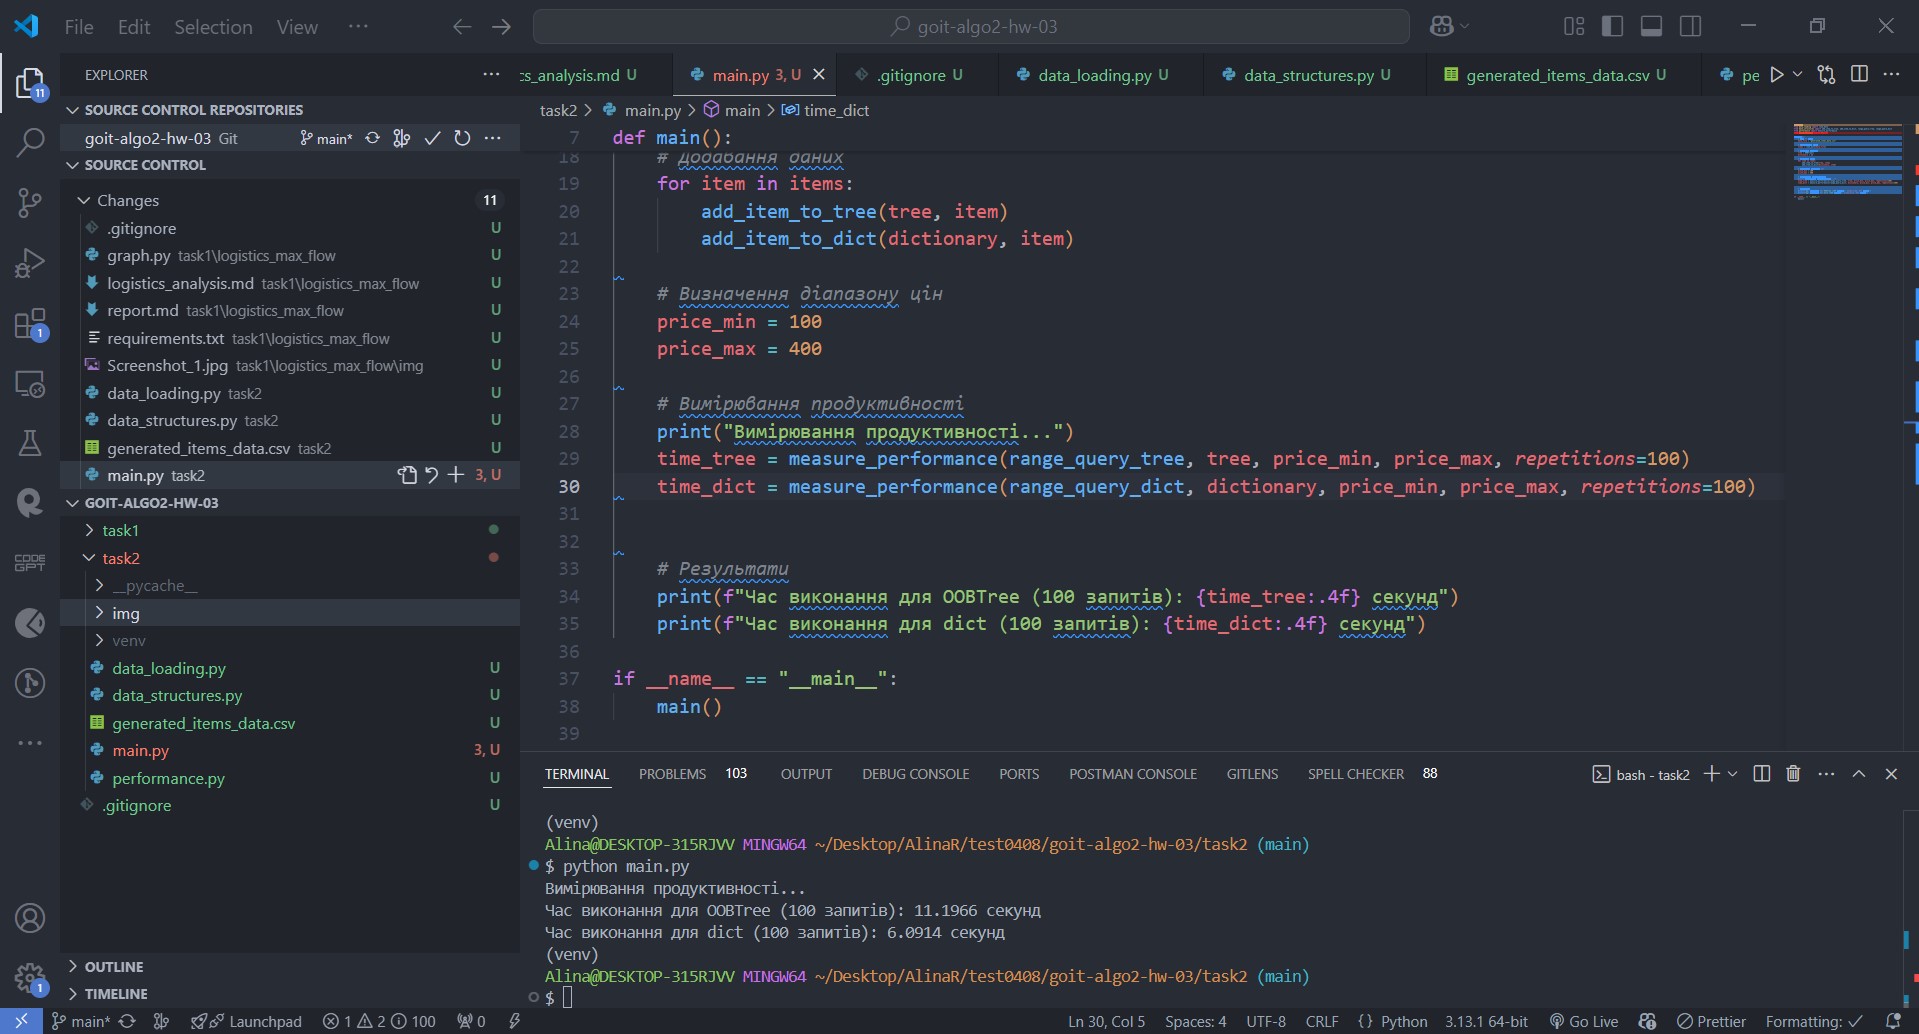 File Edit Selection View ··· goit-algo2-hw-03
EXPLORER
SOURCE CONTROL REPOSITORIES
goit-algo2-hw-03 Git main*
SOURCE CONTROL
Changes 11
.gitignore U
graph.py task1\logistics_max_flow U
logistics_analysis.md task1\logistics_max_flow U
report.md task1\logistics_max_flow U
requirements.txt task1\logistics_max_flow U
Screenshot_1.jpg task1\logistics_max_flow\img U
data_loading.py task2 U
data_structures.py task2 U
generated_items_data.csv task2 U
main.py task2 3, U
GOIT-ALGO2-HW-03
task1
task2
__pycache__
img
venv
data_loading.py U
data_structures.py U
generated_items_data.csv U
main.py 3, U
performance.py U
.gitignore U
OUTLINE
TIMELINE
11
1
CODE
GPT
1
cs_analysis.md U main.py 3, U .gitignore U data_loading.py U data_structures.py U generated_items_data.csv U pe
task2 > main.py > main > time_dict
7 def main():
18 # Додавання даних
19 for item in items:
20 add_item_to_tree(tree, item)
21 add_item_to_dict(dictionary, item)
22
23 # Визначення діапазону цін
24 price_min = 100
25 price_max = 400
26
27 # Вимірювання продуктивності
28 print("Вимірювання продуктивності...")
29 time_tree = measure_performance(range_query_tree, tree, price_min, price_max, repetitions=100)
30 time_dict = measure_performance(range_query_dict, dictionary, price_min, price_max, repetitions=100)
31
32
33 # Результати
34 print(f"Час виконання для OOBTree (100 запитів): {time_tree:.4f} секунд")
35 print(f"Час виконання для dict (100 запитів): {time_dict:.4f} секунд")
36
37 if __name__ == "__main__":
38 main()
39
TERMINAL PROBLEMS 103 OUTPUT DEBUG CONSOLE PORTS POSTMAN CONSOLE GITLENS SPELL CHECKER 88 bash - task2
(venv)
Alina@DESKTOP-315RJVV MINGW64 ~/Desktop/AlinaR/test0408/goit-algo2-hw-03/task2 (main)
$ python main.py
Вимірювання продуктивності...
Час виконання для OOBTree (100 запитів): 11.1966 секунд
Час виконання для dict (100 запитів): 6.0914 секунд
(venv)
Alina@DESKTOP-315RJVV MINGW64 ~/Desktop/AlinaR/test0408/goit-algo2-hw-03/task2 (main)
$
main* Launchpad 1 2 100 0 Ln 30, Col 5 Spaces: 4 UTF-8 CRLF {} Python 3.13.1 64-bit Go Live Prettier Formatting: ✓